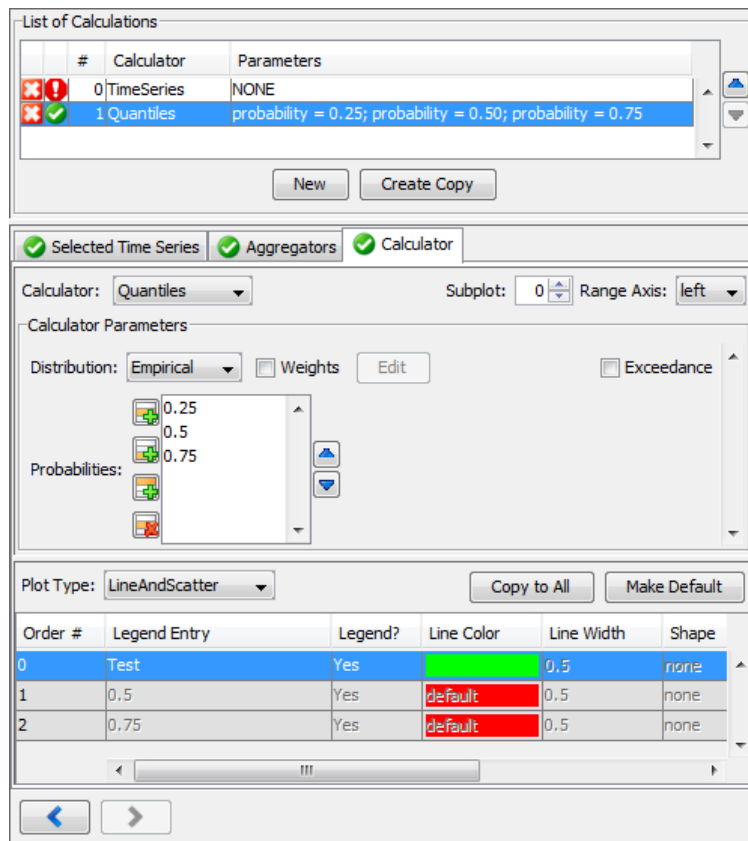 List of Calculations
# Calculator Parameters
0 TimeSeries NONE
1 Quantiles probability = 0.25; probability = 0.50; probability = 0.75
New Create Copy
Selected Time Series Aggregators Calculator
Calculator: Quantiles Subplot: 0 Range Axis: left
Calculator Parameters
Distribution: Empirical Weights Edit Exceedance
0.25
0.5
0.75
Probabilities:
Plot Type: LineAndScatter Copy to All Make Default
Order # Legend Entry Legend? Line Color Line Width Shape
0 Test Yes 0.5 none
1 0.5 Yes default 0.5 none
2 0.75 Yes default 0.5 none